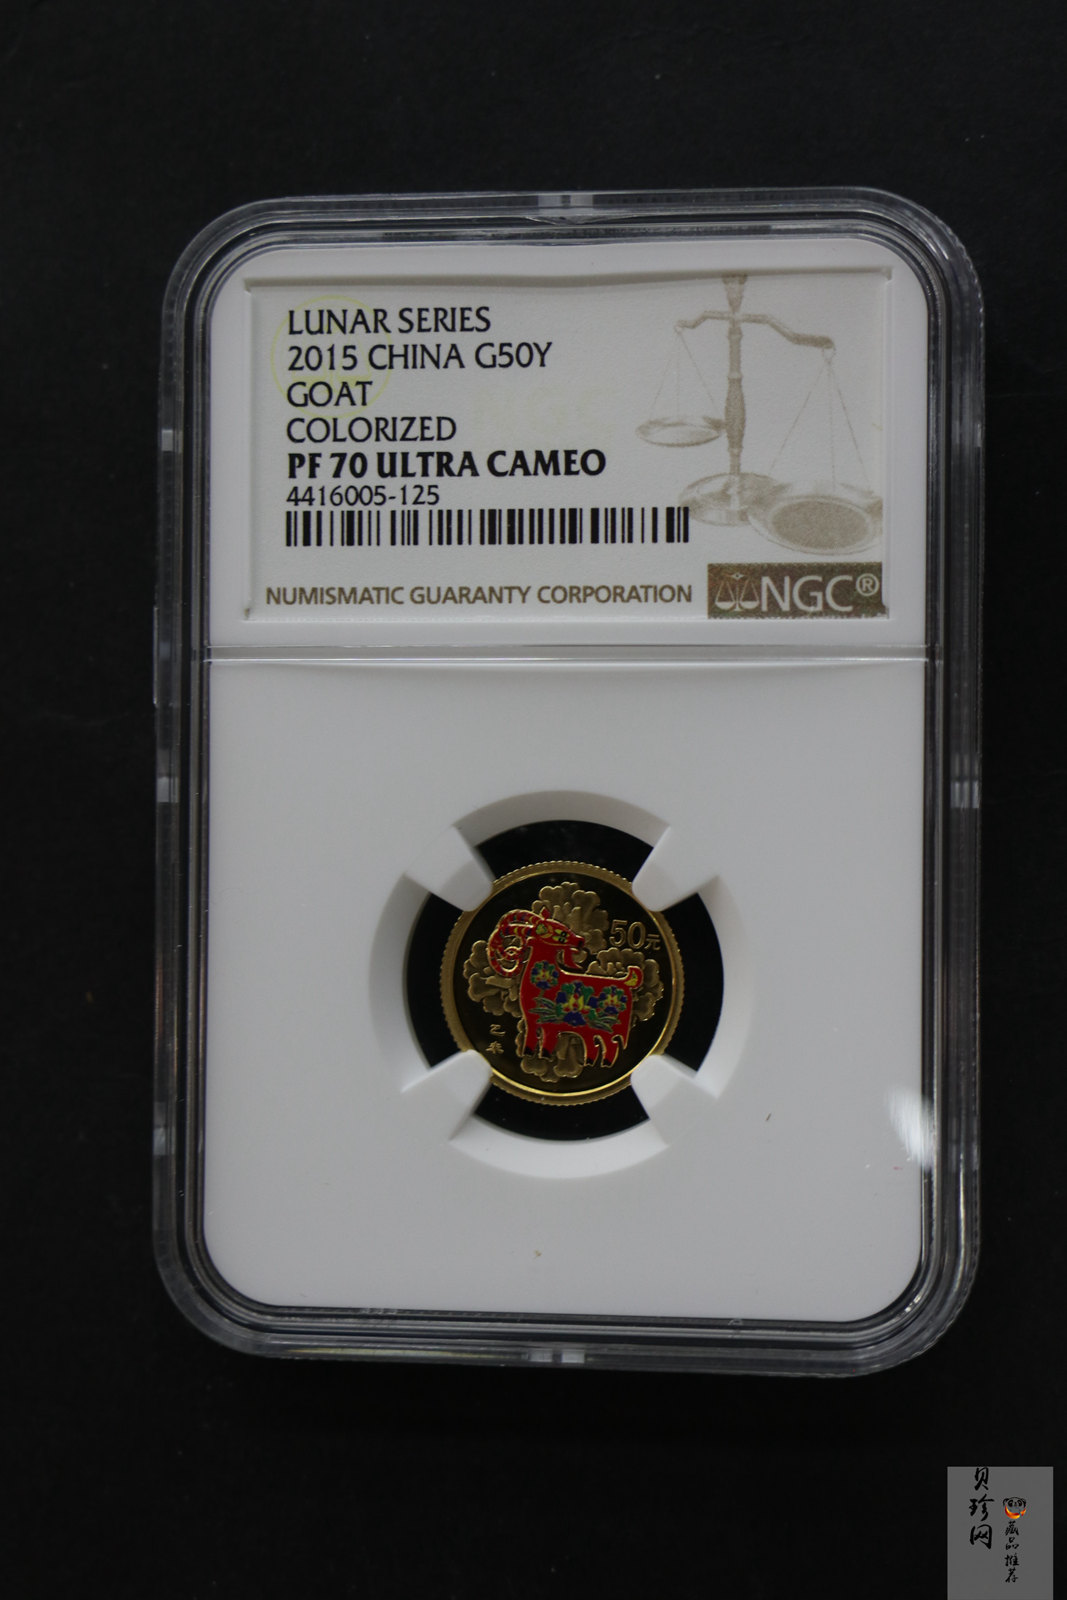 LUNAR SERIES
2015 CHINA G50Y
GOAT
COLORIZED
PF 70 ULTRA CAMEO
4416005-125
NUMISMATIC GUARANTY CORPORATION
NGC®
50元
乙未
贝珍网
藏品推荐